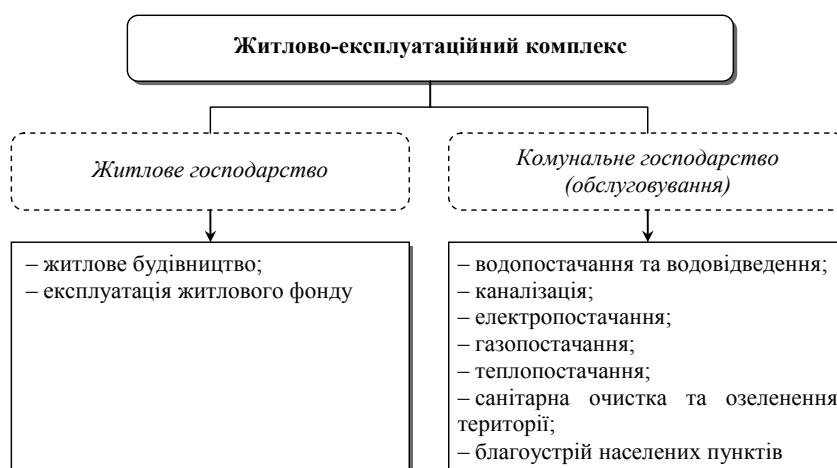 Житлово-експлуатаційний комплекс
Житлове господарство
Комунальне господарство
(обслуговування)
– житлове будівництво;
– експлуатація житлового фонду
– водопостачання та водовідведення;
– каналізація;
– електропостачання;
– газопостачання;
– теплопостачання;
– санітарна очистка та озеленення
території;
– благоустрій населених пунктів